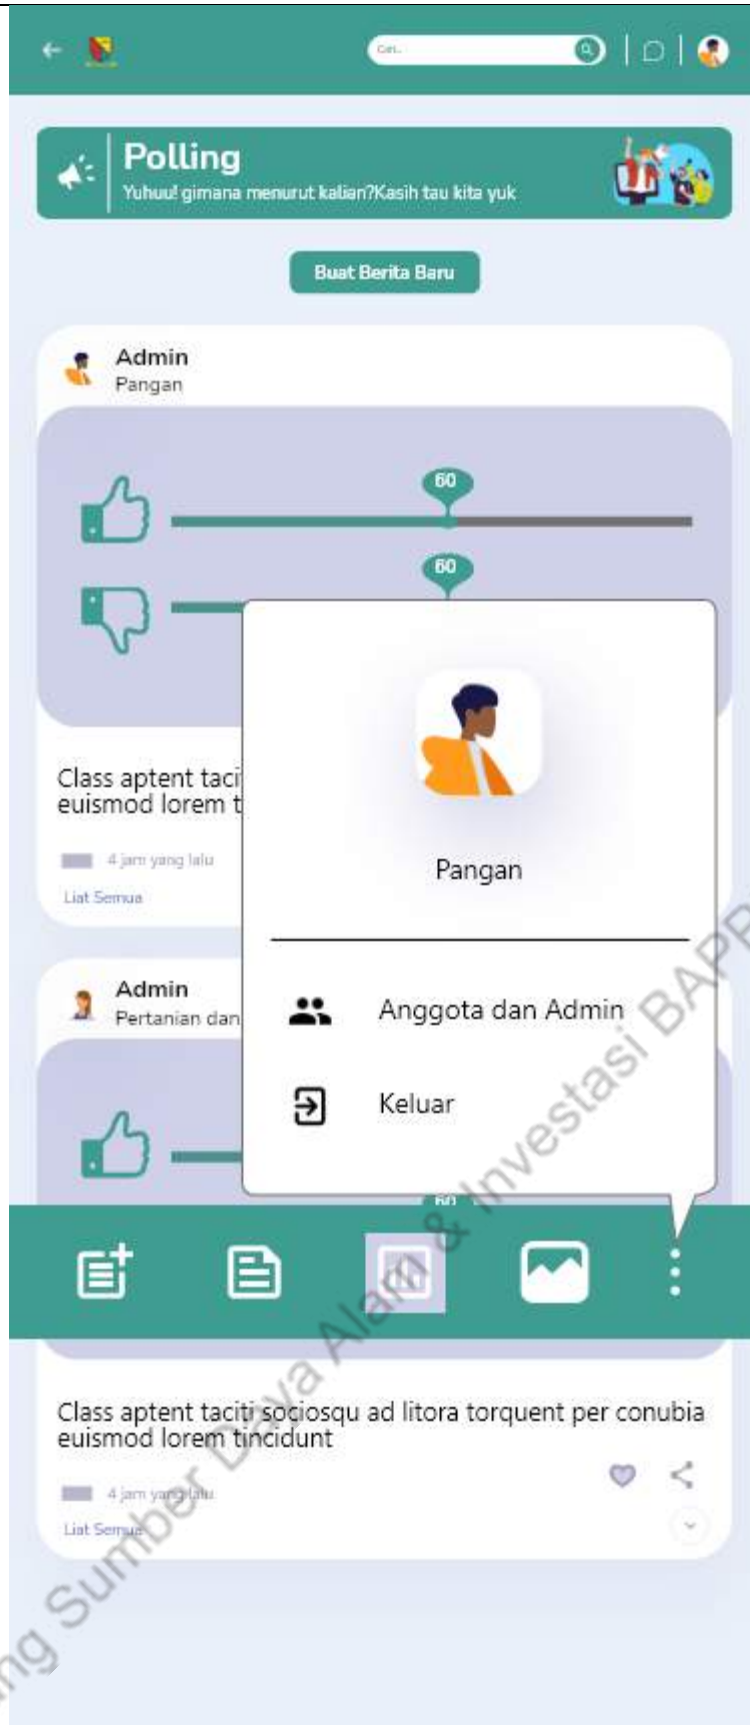 Cari..
Polling
Yuhuu! gimana menurut kalian?Kasih tau kita yuk
Buat Berita Baru
Admin
Pangan
60
60
Class aptent taci
euismod lorem t
4 jam yang lalu
Liat Semua
Pangan
Anggota dan Admin
Keluar
Admin
Pertanian dan
60
Class aptent taciti sociosqu ad litora torquent per conubia
euismod lorem tincidunt
4 jam yang lalu
Liat Semua
ng Sumber Daya Alam & Investasi BAPP